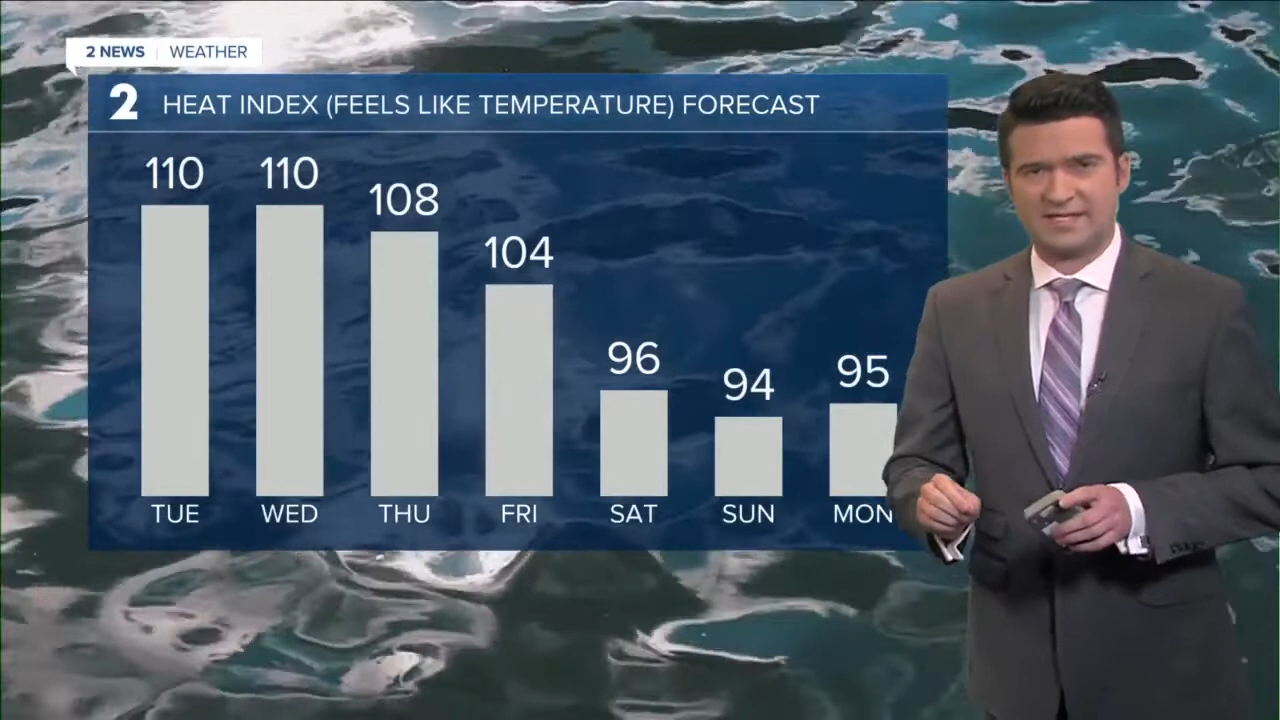 2 NEWS | WEATHER
2 HEAT INDEX (FEELS LIKE TEMPERATURE) FORECAST
110 110 108 104 96 94 95
TUE WED THU FRI SAT SUN MON